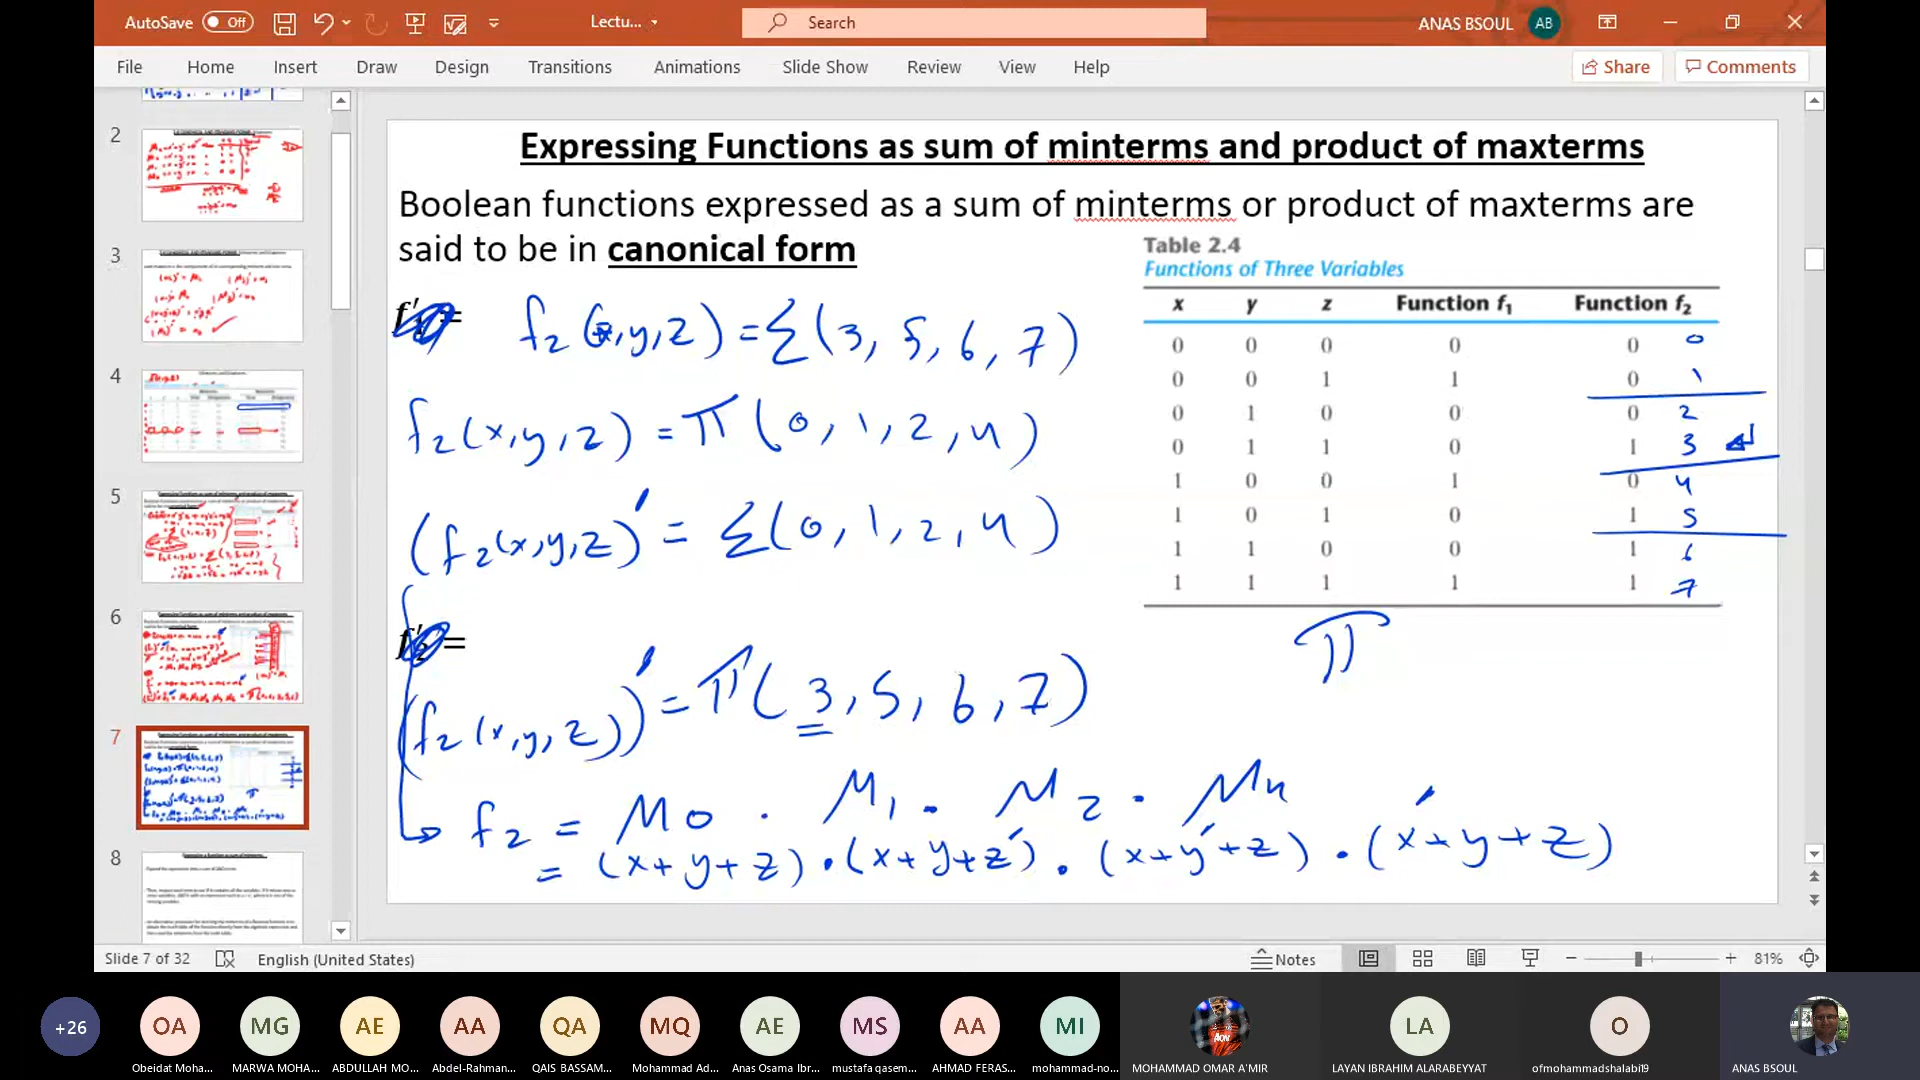 AutoSave Off Lectu... Search ANAS BSOUL AB
File Home Insert Draw Design Transitions Animations Slide Show Review View Help Share Comments
2
3
4
5
6
7
8
Expressing Functions as sum of minterms and product of maxterms
Boolean functions expressed as a sum of minterms or product of maxterms are
said to be in canonical form
Table 2.4
Functions of Three Variables
x y z Function f₁ Function f₂
0 0 0 0 0 0
0 0 1 1 0 1
0 1 0 0 0 2
0 1 1 0 1 3
1 0 0 1 0 4
1 0 1 0 1 5
1 1 0 0 1 6
1 1 1 1 1 7
π
f₂(x,y,z) = Σ(3, 5, 6, 7)
f₂(x,y,z) = π(0, 1, 2, 4)
(f₂(x,y,z)' = Σ(0, 1, 2, 4)
f₂' =
(f₂(x,y,z))' = π(3, 5, 6, 7)
f₂ = M0 · M1 · M2 · M4
= (x+y+z) · (x+y+z') · (x+y'+z) · (x'+y+z)
Slide 7 of 32 English (United States) Notes 81%
+26 OA MG AE AA QA MQ AE MS AA MI LA O
Obeidat Moha... MARWA MOHA... ABDULLAH MO... Abdel-Rahman... QAIS BASSAM... Mohammad Ad... Anas Osama Ibr... mustafa qasem... AHMAD FERAS... mohammad-no... MOHAMMAD OMAR A'MIR LAYAN IBRAHIM ALARABEYYAT ofmohammadshalabi19 ANAS BSOUL